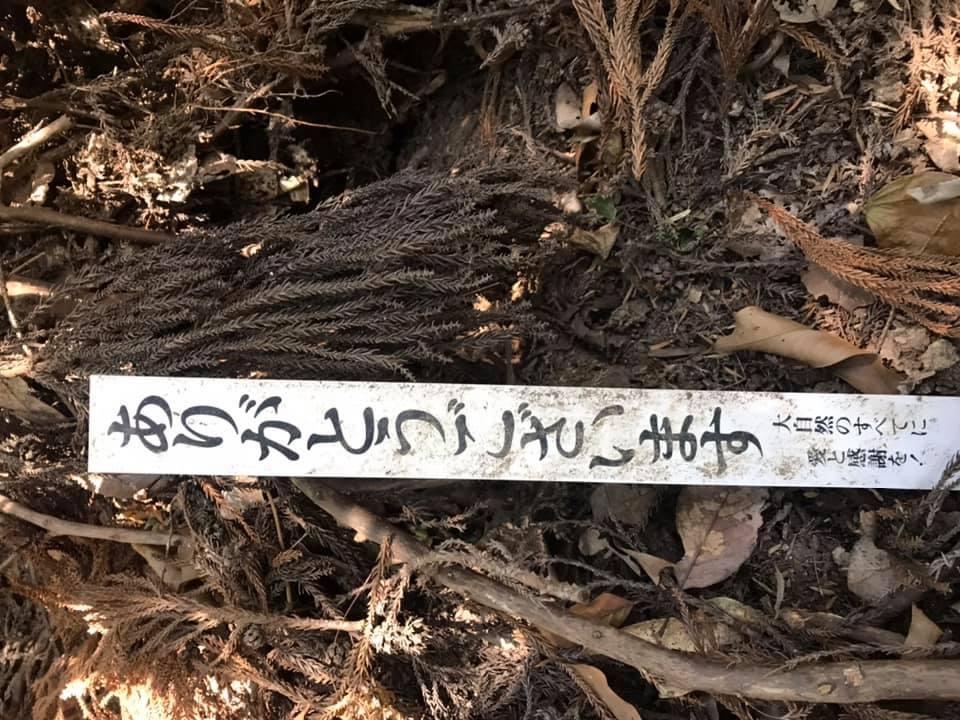 ありがとうございます
大自然のすべてに
愛と感謝を!